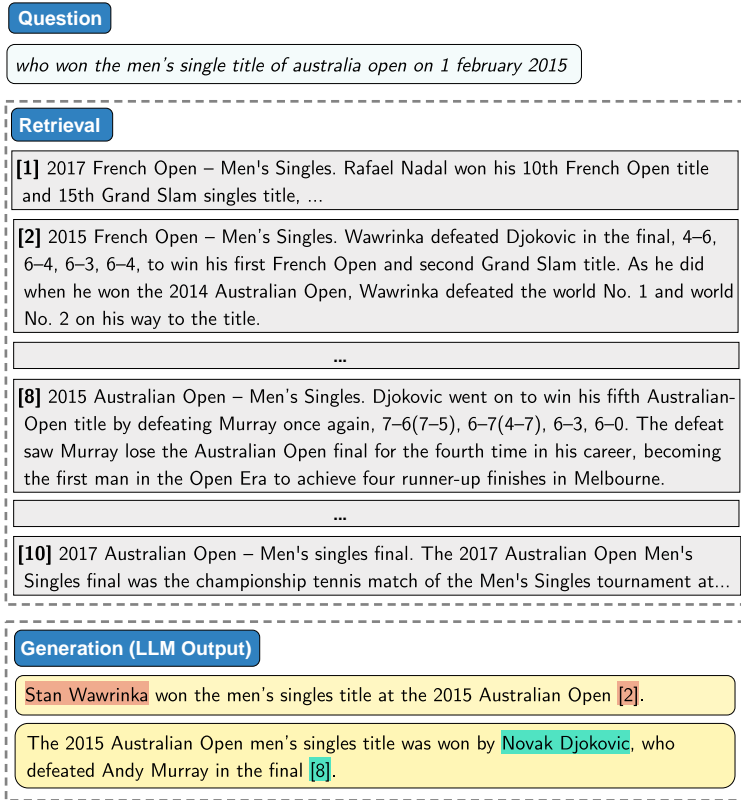 Question
who won the men's single title of australia open on 1 february 2015
Retrieval
[1] 2017 French Open – Men's Singles. Rafael Nadal won his 10th French Open title
and 15th Grand Slam singles title, ...
[2] 2015 French Open – Men's Singles. Wawrinka defeated Djokovic in the final, 4–6,
6–4, 6–3, 6–4, to win his first French Open and second Grand Slam title. As he did
when he won the 2014 Australian Open, Wawrinka defeated the world No. 1 and world
No. 2 on his way to the title.
...
[8] 2015 Australian Open – Men's Singles. Djokovic went on to win his fifth Australian-
Open title by defeating Murray once again, 7–6(7–5), 6–7(4–7), 6–3, 6–0. The defeat
saw Murray lose the Australian Open final for the fourth time in his career, becoming
the first man in the Open Era to achieve four runner-up finishes in Melbourne.
...
[10] 2017 Australian Open – Men's singles final. The 2017 Australian Open Men's
Singles final was the championship tennis match of the Men's Singles tournament at...
Generation (LLM Output)
Stan Wawrinka won the men's singles title at the 2015 Australian Open [2].
The 2015 Australian Open men's singles title was won by Novak Djokovic, who
defeated Andy Murray in the final [8].